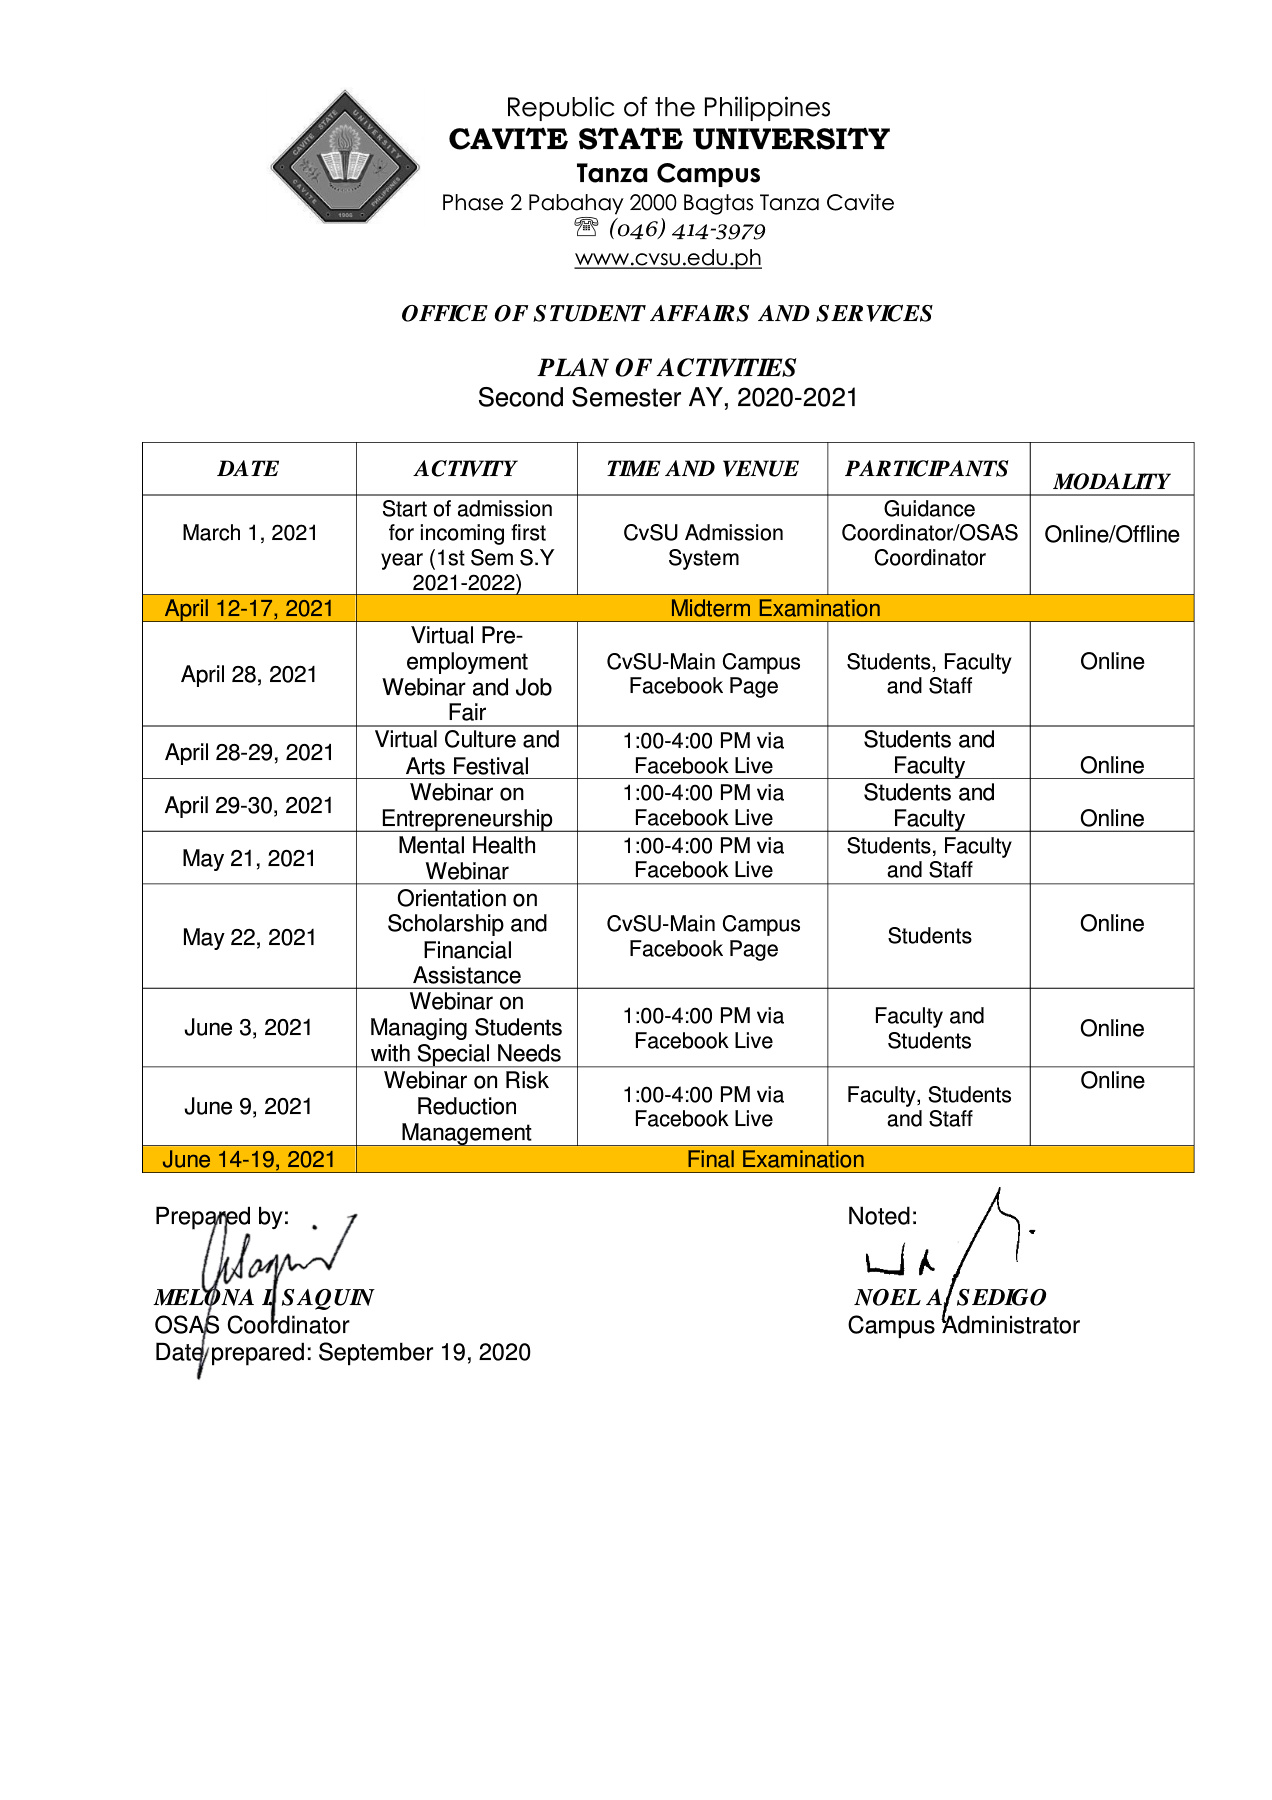 CAVITE STATE UNIVERSITY
CAVITE
PHILIPPINES
1906
Republic of the Philippines
CAVITE STATE UNIVERSITY
Tanza Campus
Phase 2 Pabahay 2000 Bagtas Tanza Cavite
☏ (046) 414-3979
www.cvsu.edu.ph
OFFICE OF STUDENT AFFAIRS AND SERVICES
PLAN OF ACTIVITIES
Second Semester AY, 2020-2021
DATE ACTIVITY TIME AND VENUE PARTICIPANTS MODALITY
March 1, 2021
Start of admission
for incoming first
year (1st Sem S.Y
2021-2022)
CvSU Admission
System
Guidance
Coordinator/OSAS
Coordinator
Online/Offline
April 12-17, 2021 Midterm Examination
April 28, 2021
Virtual Pre-
employment
Webinar and Job
Fair
CvSU-Main Campus
Facebook Page
Students, Faculty
and Staff
Online
April 28-29, 2021
Virtual Culture and
Arts Festival
1:00-4:00 PM via
Facebook Live
Students and
Faculty
Online
April 29-30, 2021
Webinar on
Entrepreneurship
1:00-4:00 PM via
Facebook Live
Students and
Faculty
Online
May 21, 2021
Mental Health
Webinar
1:00-4:00 PM via
Facebook Live
Students, Faculty
and Staff
May 22, 2021
Orientation on
Scholarship and
Financial
Assistance
CvSU-Main Campus
Facebook Page
Students
Online
June 3, 2021
Webinar on
Managing Students
with Special Needs
1:00-4:00 PM via
Facebook Live
Faculty and
Students
Online
June 9, 2021
Webinar on Risk
Reduction
Management
1:00-4:00 PM via
Facebook Live
Faculty, Students
and Staff
Online
June 14-19, 2021 Final Examination
Prepared by:
MELONA I. SAQUIN
OSAS Coordinator
Date prepared: September 19, 2020
Noted:
NOEL A. SEDIGO
Campus Administrator